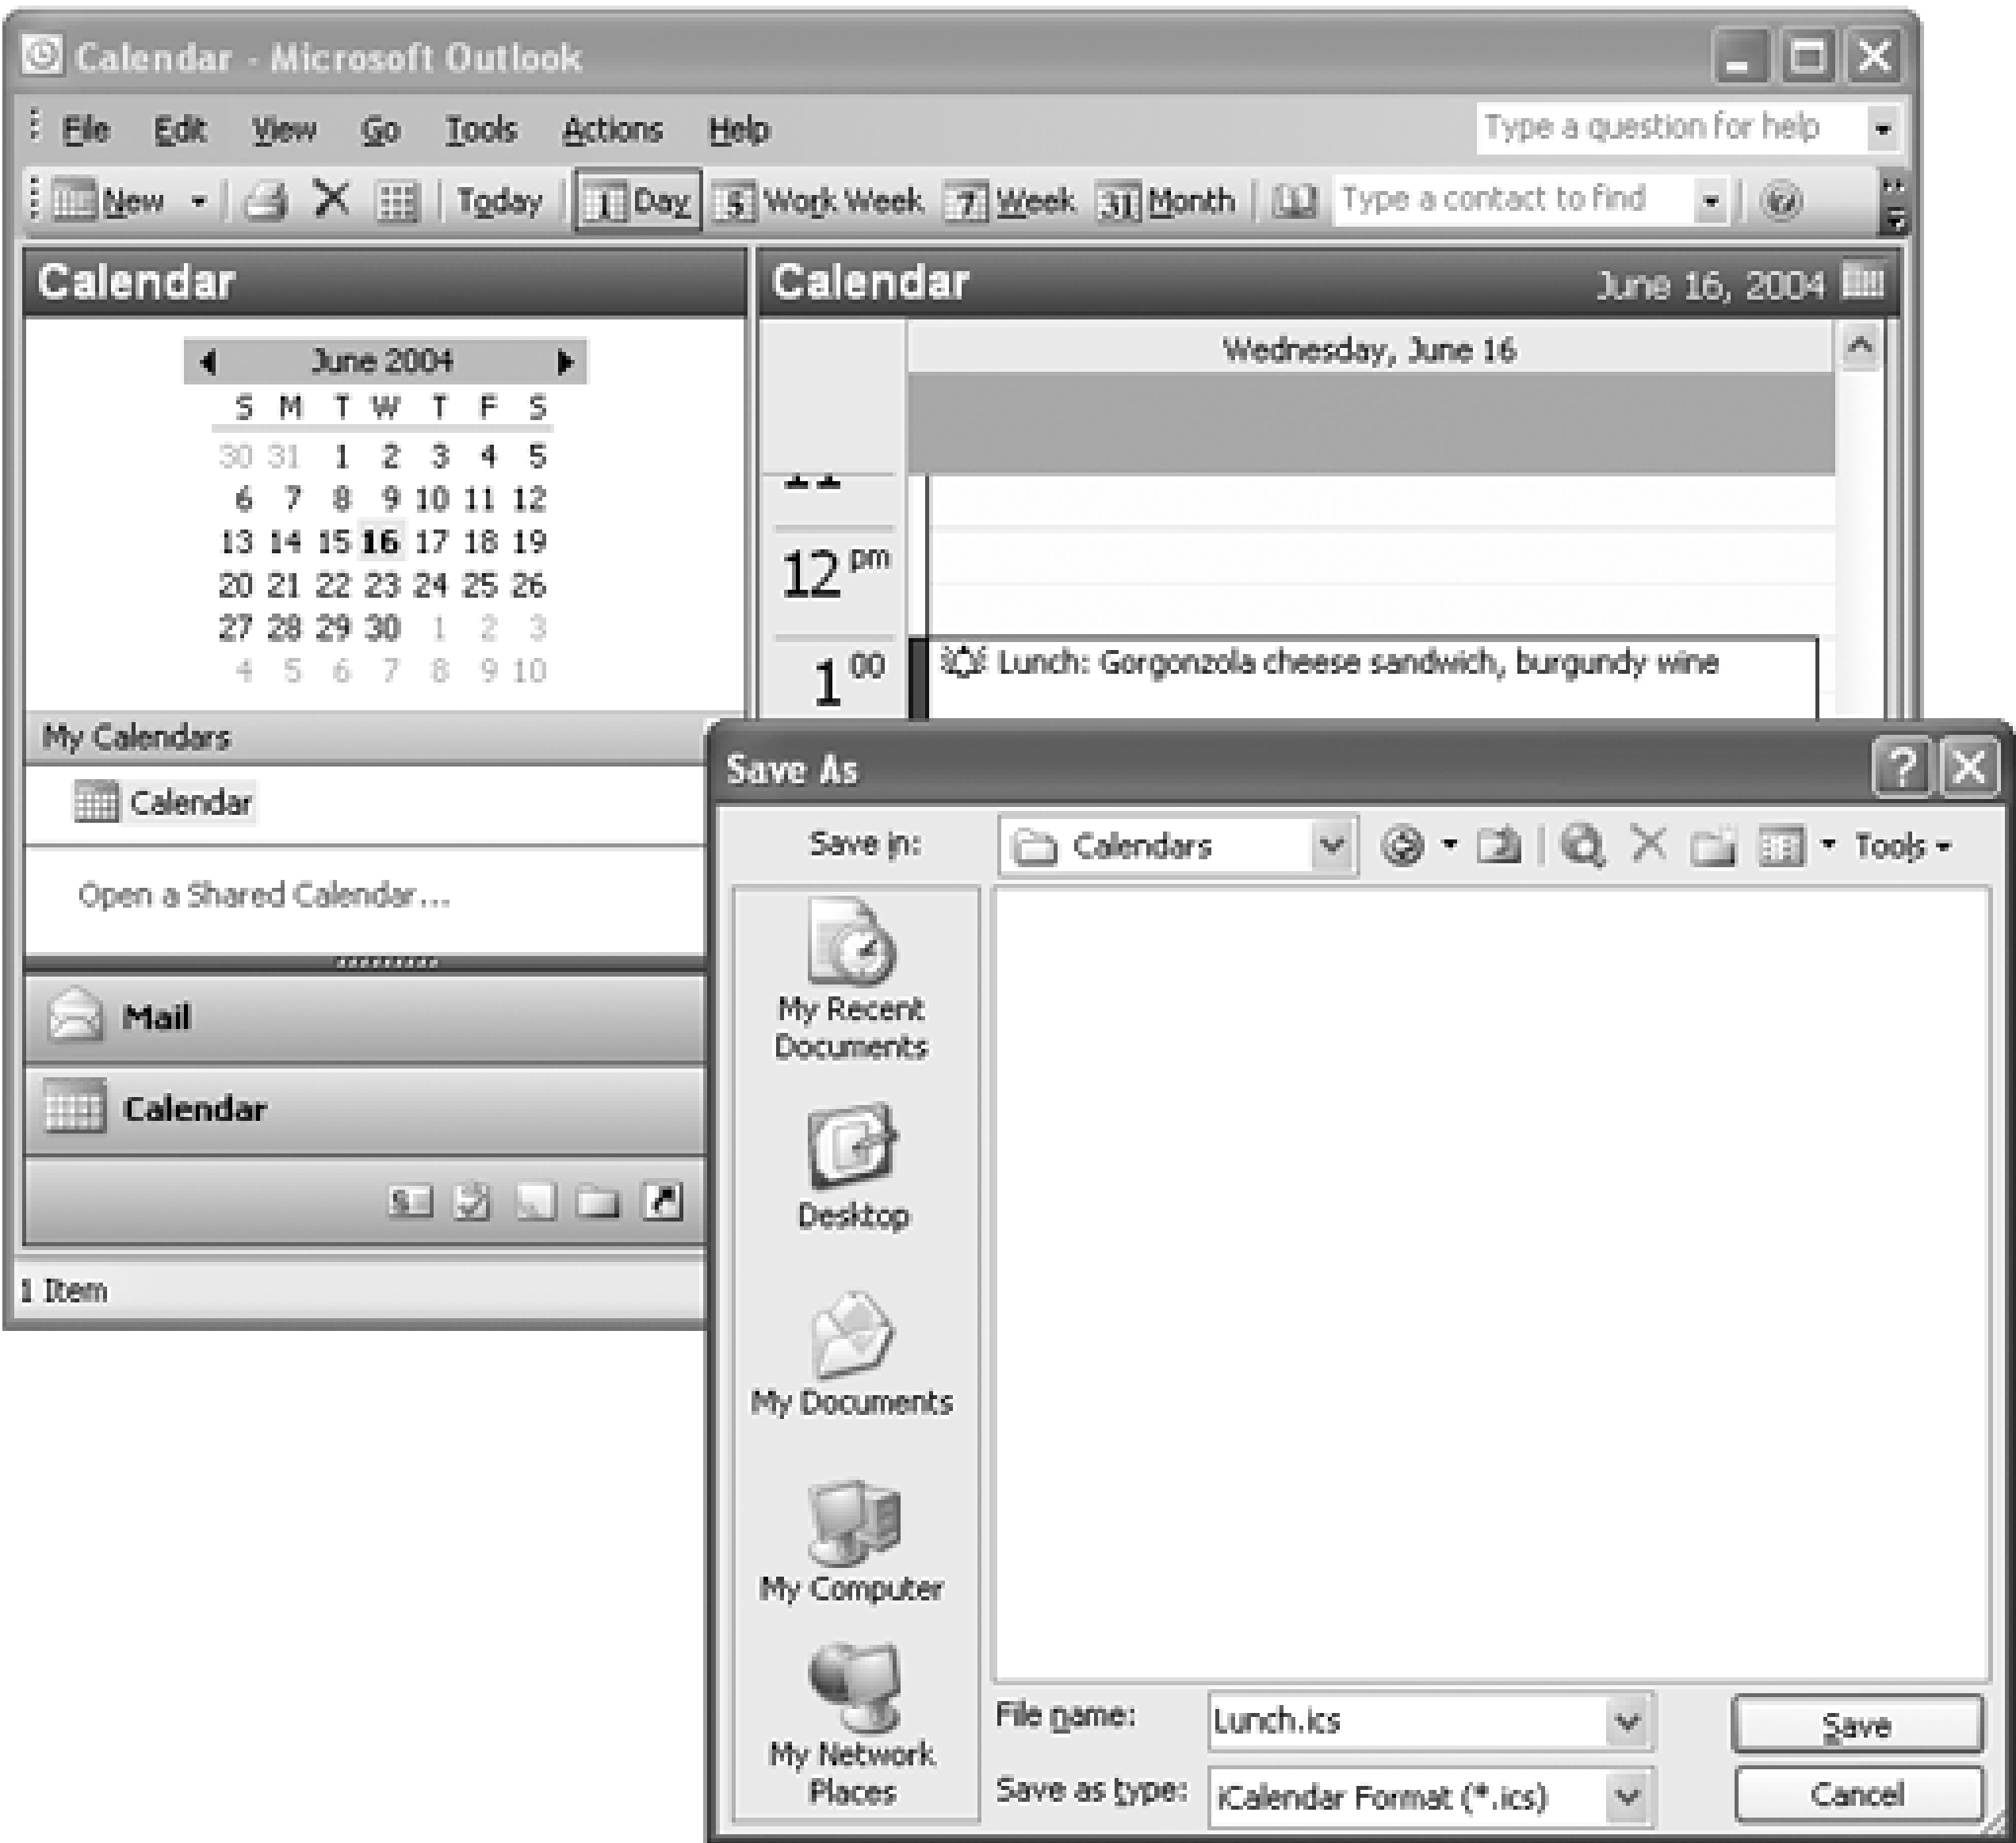 Calendar - Microsoft Outlook
File Edit View Go Tools Actions Help Type a question for help
New Today 1 Day 5 Work Week 7 Week 31 Month Type a contact to find
Calendar
June 2004
S M T W T F S
30 31 1 2 3 4 5
6 7 8 9 10 11 12
13 14 15 16 17 18 19
20 21 22 23 24 25 26
27 28 29 30 1 2 3
4 5 6 7 8 9 10
My Calendars
Calendar
Open a Shared Calendar...
Mail
Calendar
1 Item
Calendar June 16, 2004
Wednesday, June 16
11
12 pm
1 00 Lunch: Gorgonzola cheese sandwich, burgundy wine
Save As
Save in: Calendars Tools
My Recent
Documents
Desktop
My Documents
My Computer
My Network
Places
File name: Lunch.ics Save
Save as type: iCalendar Format (*.ics) Cancel